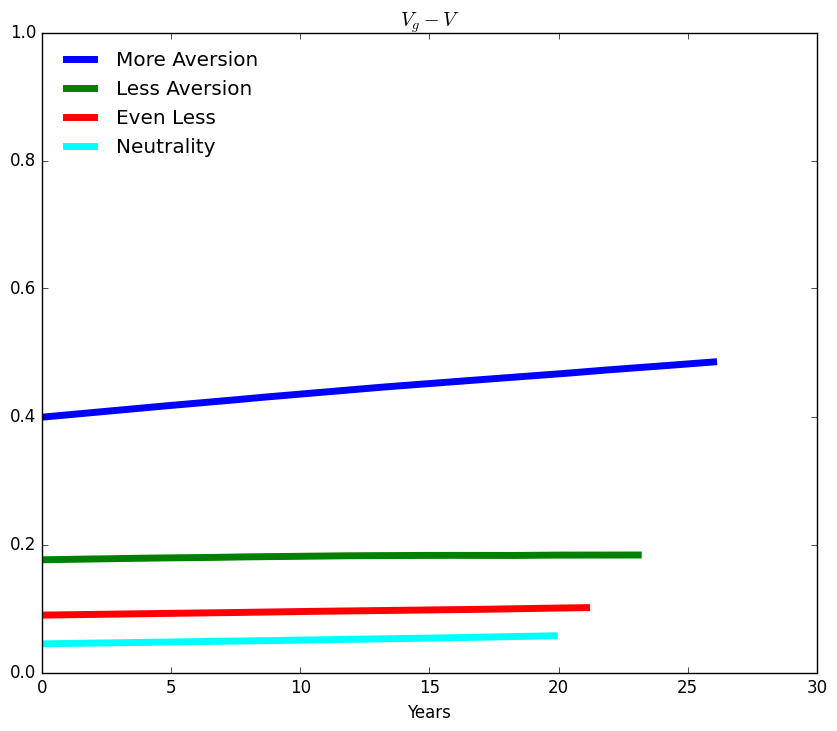 V_g − V
1.0
More Aversion
Less Aversion
Even Less
Neutrality
0.8
0.6
0.4
0.2
0.0
0 5 10 15 20 25 30
Years